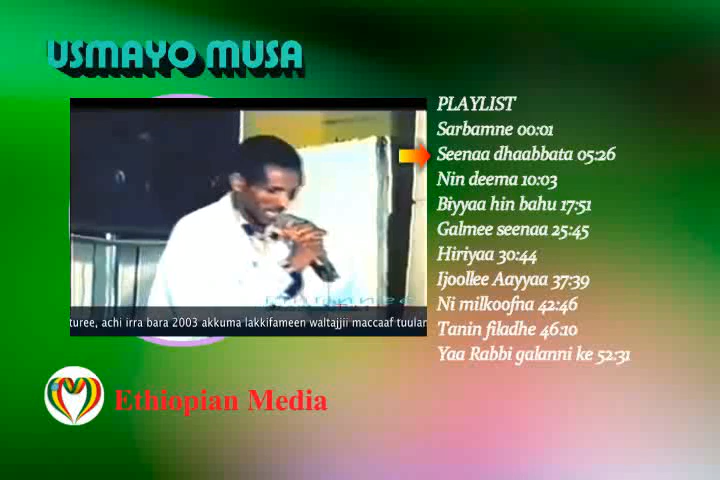 USMAYO MUSA
PLAYLIST
Sarbamne 00:01
Seenaa dhaabbata 05:26
Nin deema 10:03
Biyyaa hin bahu 17:51
Galmee seenaa 25:45
Hiriyaa 30:44
Ijoollee Aayyaa 37:39
Ni milkoofna 42:46
Tanin filadhe 46:10
Yaa Rabbi galanni ke 52:31
turee, achi irra bara 2003 akkuma lakkifameen waltajjii maccaaf tuulam
Ethiopian Media